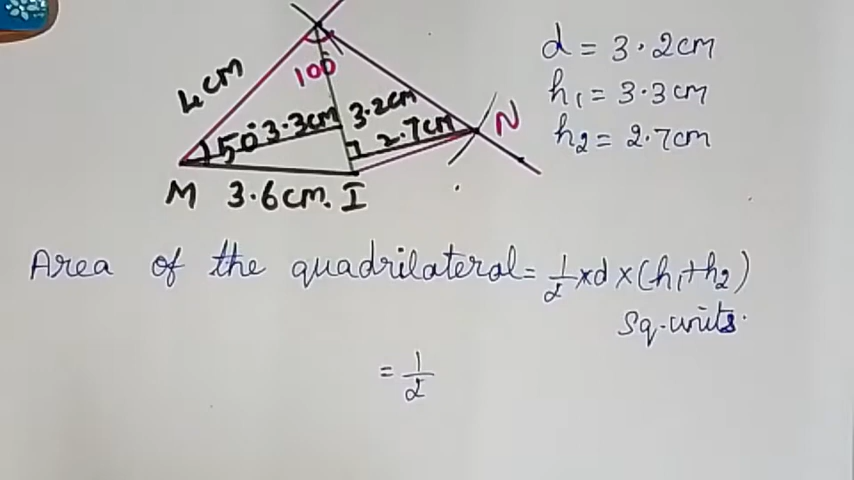 4cm
100°
50°
3.3cm
3.2cm
2.7cm
N
M 3.6cm. I
d = 3.2cm
h₁ = 3.3cm
h₂ = 2.7cm
Area of the quadrilateral = 1/2 × d × (h₁+h₂)
sq.units.
= 1/2